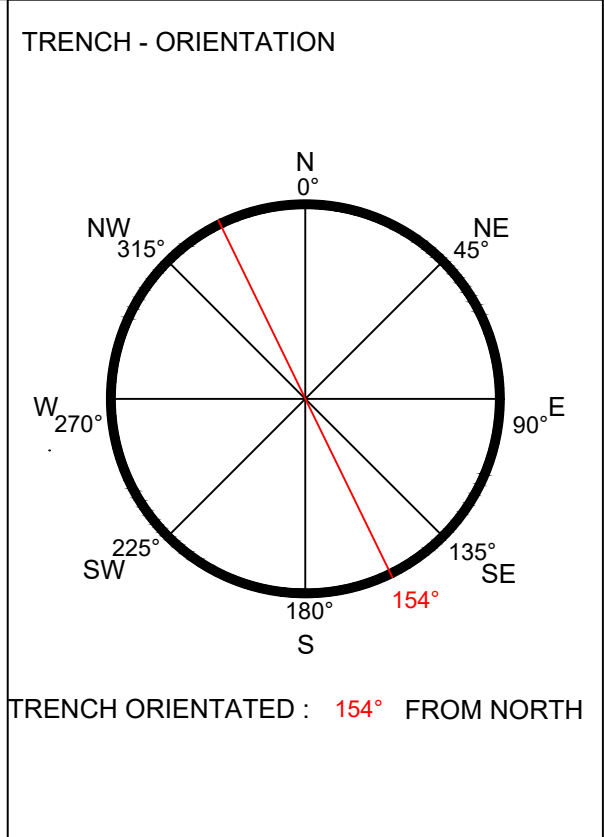 TRENCH - ORIENTATION
N
0°
NW
315°
NE
45°
W
270°
E
90°
225°
SW
135°
SE
154°
180°
S
TRENCH ORIENTATED : 154° FROM NORTH